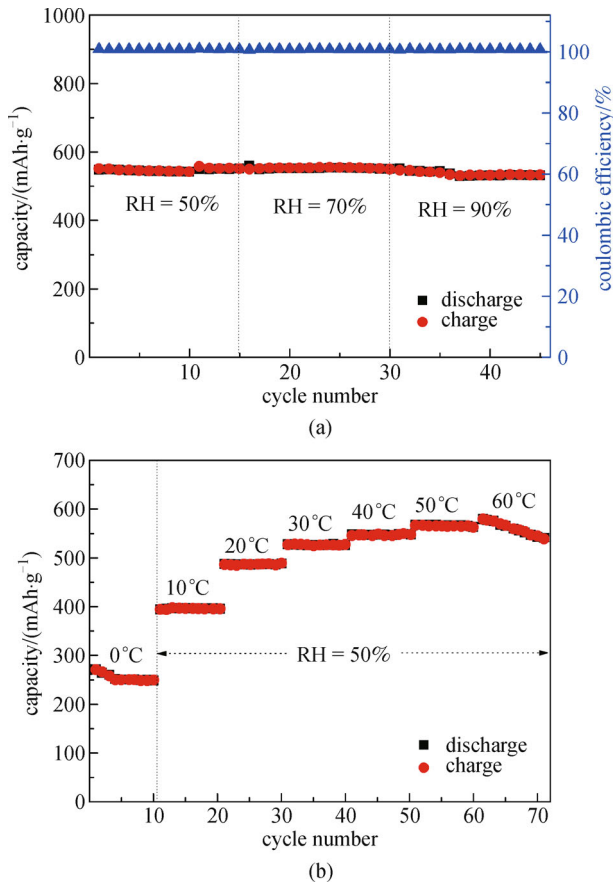 1000
800
600
400
200
0
capacity/(mAh·g⁻¹)
100
80
60
40
20
0
coulombic efficiency/%
RH = 50%
RH = 70%
RH = 90%
discharge
charge
10
20
30
40
cycle number
(a)
700
600
500
400
300
200
100
0
capacity/(mAh·g⁻¹)
0°C
10°C
20°C
30°C
40°C
50°C
60°C
RH = 50%
discharge
charge
0
10
20
30
40
50
60
70
cycle number
(b)